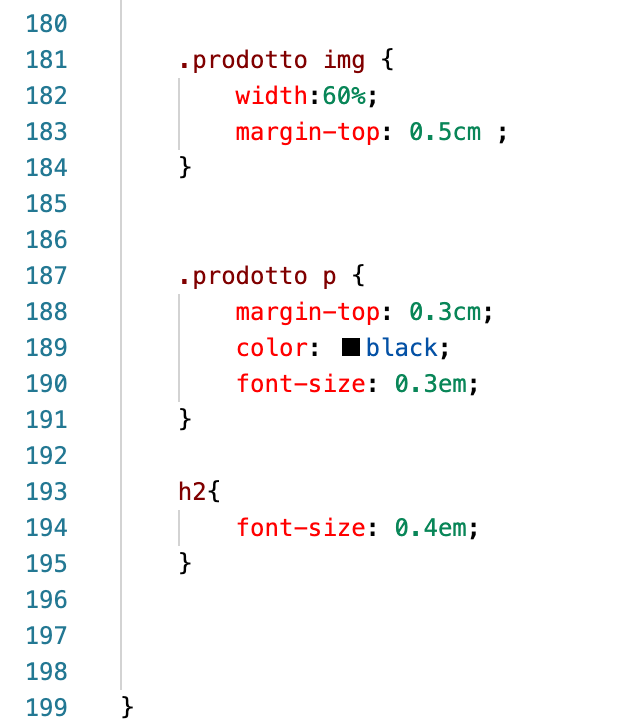 180
181 .prodotto img {
182 width:60%;
183 margin-top: 0.5cm ;
184 }
185
186
187 .prodotto p {
188 margin-top: 0.3cm;
189 color: black;
190 font-size: 0.3em;
191 }
192
193 h2{
194 font-size: 0.4em;
195 }
196
197
198
199 }